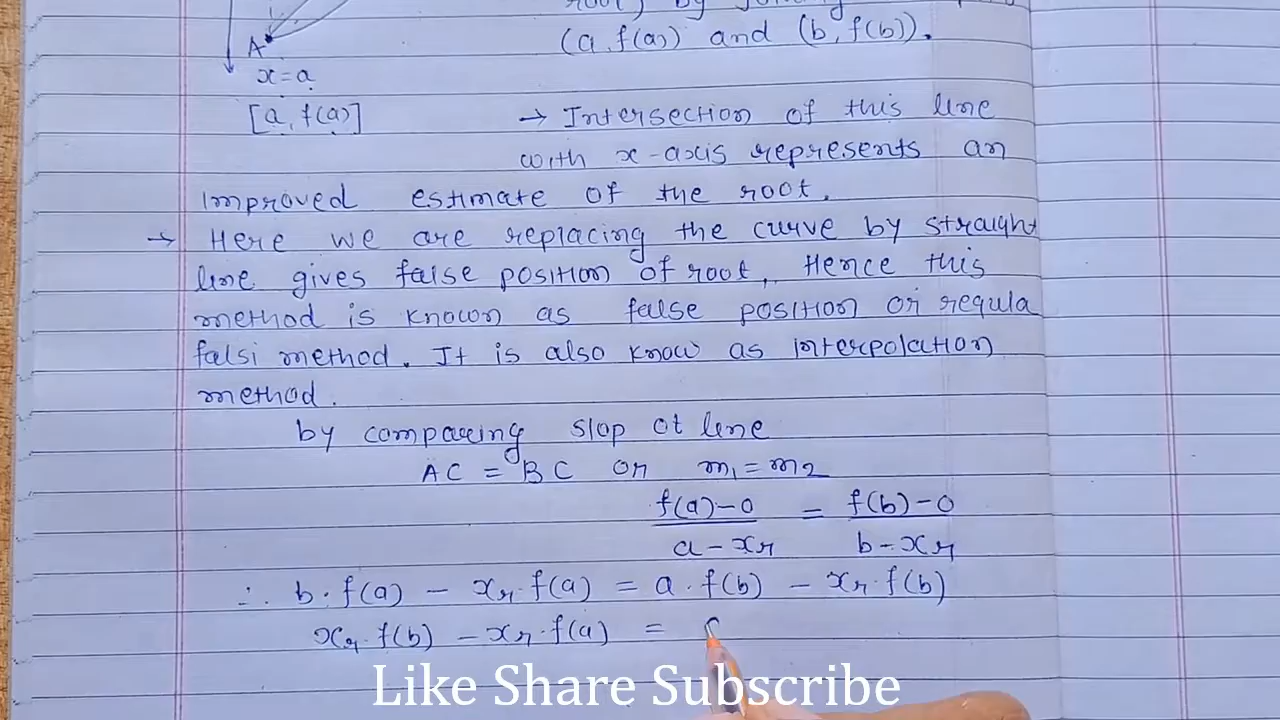 root) by
(a, f(a)) and (b, f(b)).
A
x=a
[a, f(a)]
→ Intersection of this line
with x-axis represents an
improved estimate of the root.
→ Here we are replacing the curve by straight
line gives false position of root, Hence this
method is known as false position or regula
falsi method. It is also know as interpolation
method.
by comparing slop of line
AC = BC or m₁ = m₂
f(a)-0 / a-xᵣ = f(b)-0 / b-xᵣ
∴ b·f(a) - xᵣ·f(a) = a·f(b) - xᵣ·f(b)
xᵣ·f(b) - xᵣ·f(a) =
Like Share Subscribe